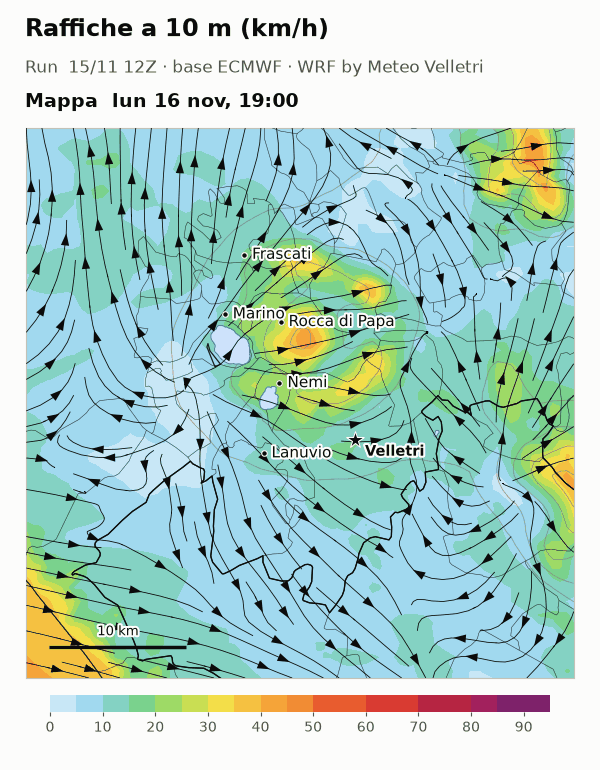 Raffiche a 10 m (km/h)
Run  15/11 12Z · base ECMWF · WRF by Meteo Velletri
Mappa  lun 16 nov, 19:00
Frascati
Marino
Rocca di Papa
Nemi
Velletri
Lanuvio
10 km
0 10 20 30 40 50 60 70 80 90